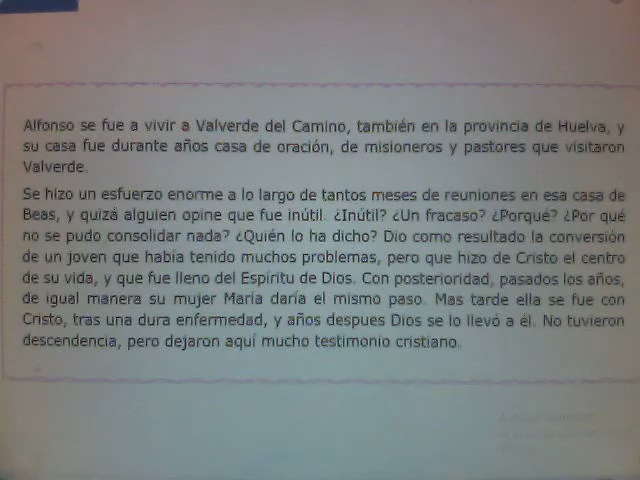 Alfonso se fue a vivir a Valverde del Camino, también en la provincia de Huelva, y
su casa fue durante años casa de oración, de misioneros y pastores que visitaron
Valverde.
Se hizo un esfuerzo enorme a lo largo de tantos meses de reuniones en esa casa de
Beas, y quizá alguien opine que fue inútil. ¿Inútil? ¿Un fracaso? ¿Porqué? ¿Por qué
no se pudo consolidar nada? ¿Quién lo ha dicho? Dio como resultado la conversión
de un joven que había tenido muchos problemas, pero que hizo de Cristo el centro
de su vida, y que fue lleno del Espíritu de Dios. Con posterioridad, pasados los años,
de igual manera su mujer María daría el mismo paso. Mas tarde ella se fue con
Cristo, tras una dura enfermedad, y años despues Dios se lo llevó a él. No tuvieron
descendencia, pero dejaron aquí mucho testimonio cristiano.